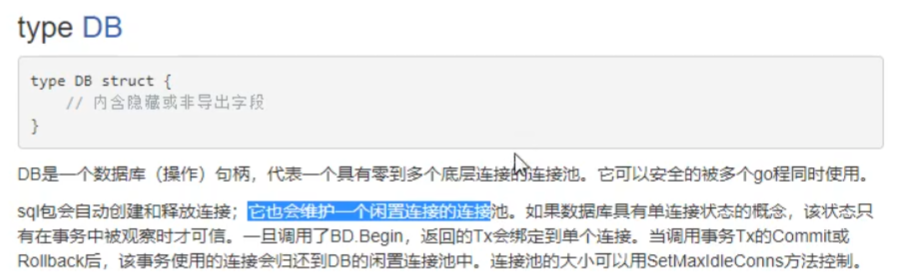 type DB
type DB struct {
// 内含隐藏或非导出字段
}
DB是一个数据库（操作）句柄，代表一个具有零到多个底层连接的连接池。它可以安全的被多个go程同时使用。
sql包会自动创建和释放连接；它也会维护一个闲置连接的连接池。如果数据库具有单连接状态的概念，该状态只
有在事务中被观察时才可信。一旦调用了BD.Begin，返回的Tx会绑定到单个连接。当调用事务Tx的Commit或
Rollback后，该事务使用的连接会归还到DB的闲置连接池中。连接池的大小可以用SetMaxIdleConns方法控制。